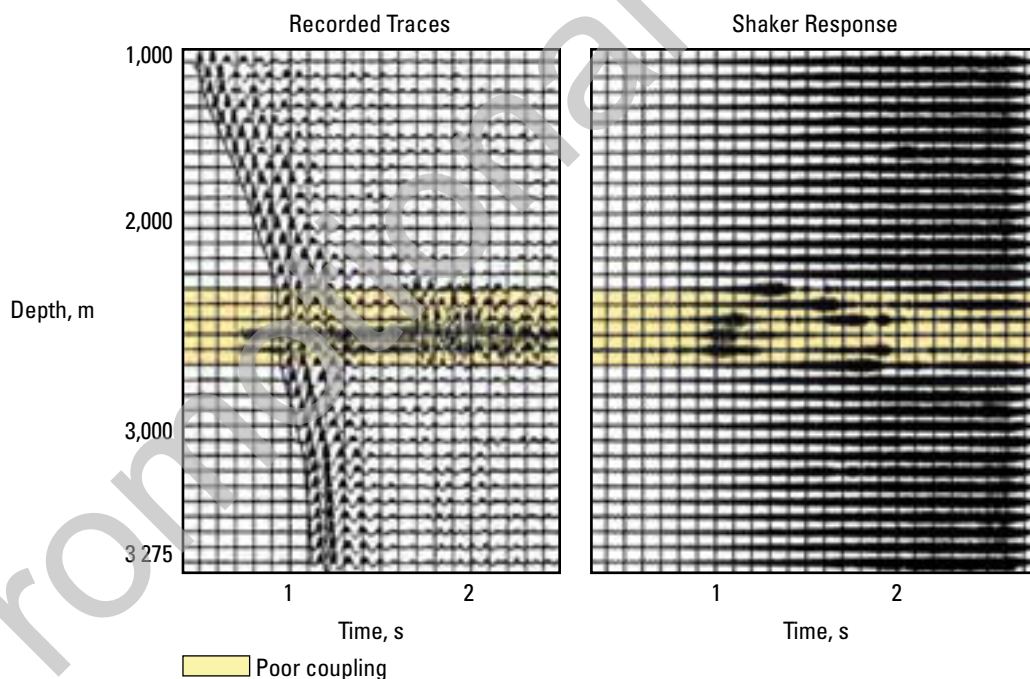 Recorded Traces
Shaker Response
1,000
2,000
Depth, m
3,000
3 275
1
2
1
2
Time, s
Time, s
Poor coupling
romotional